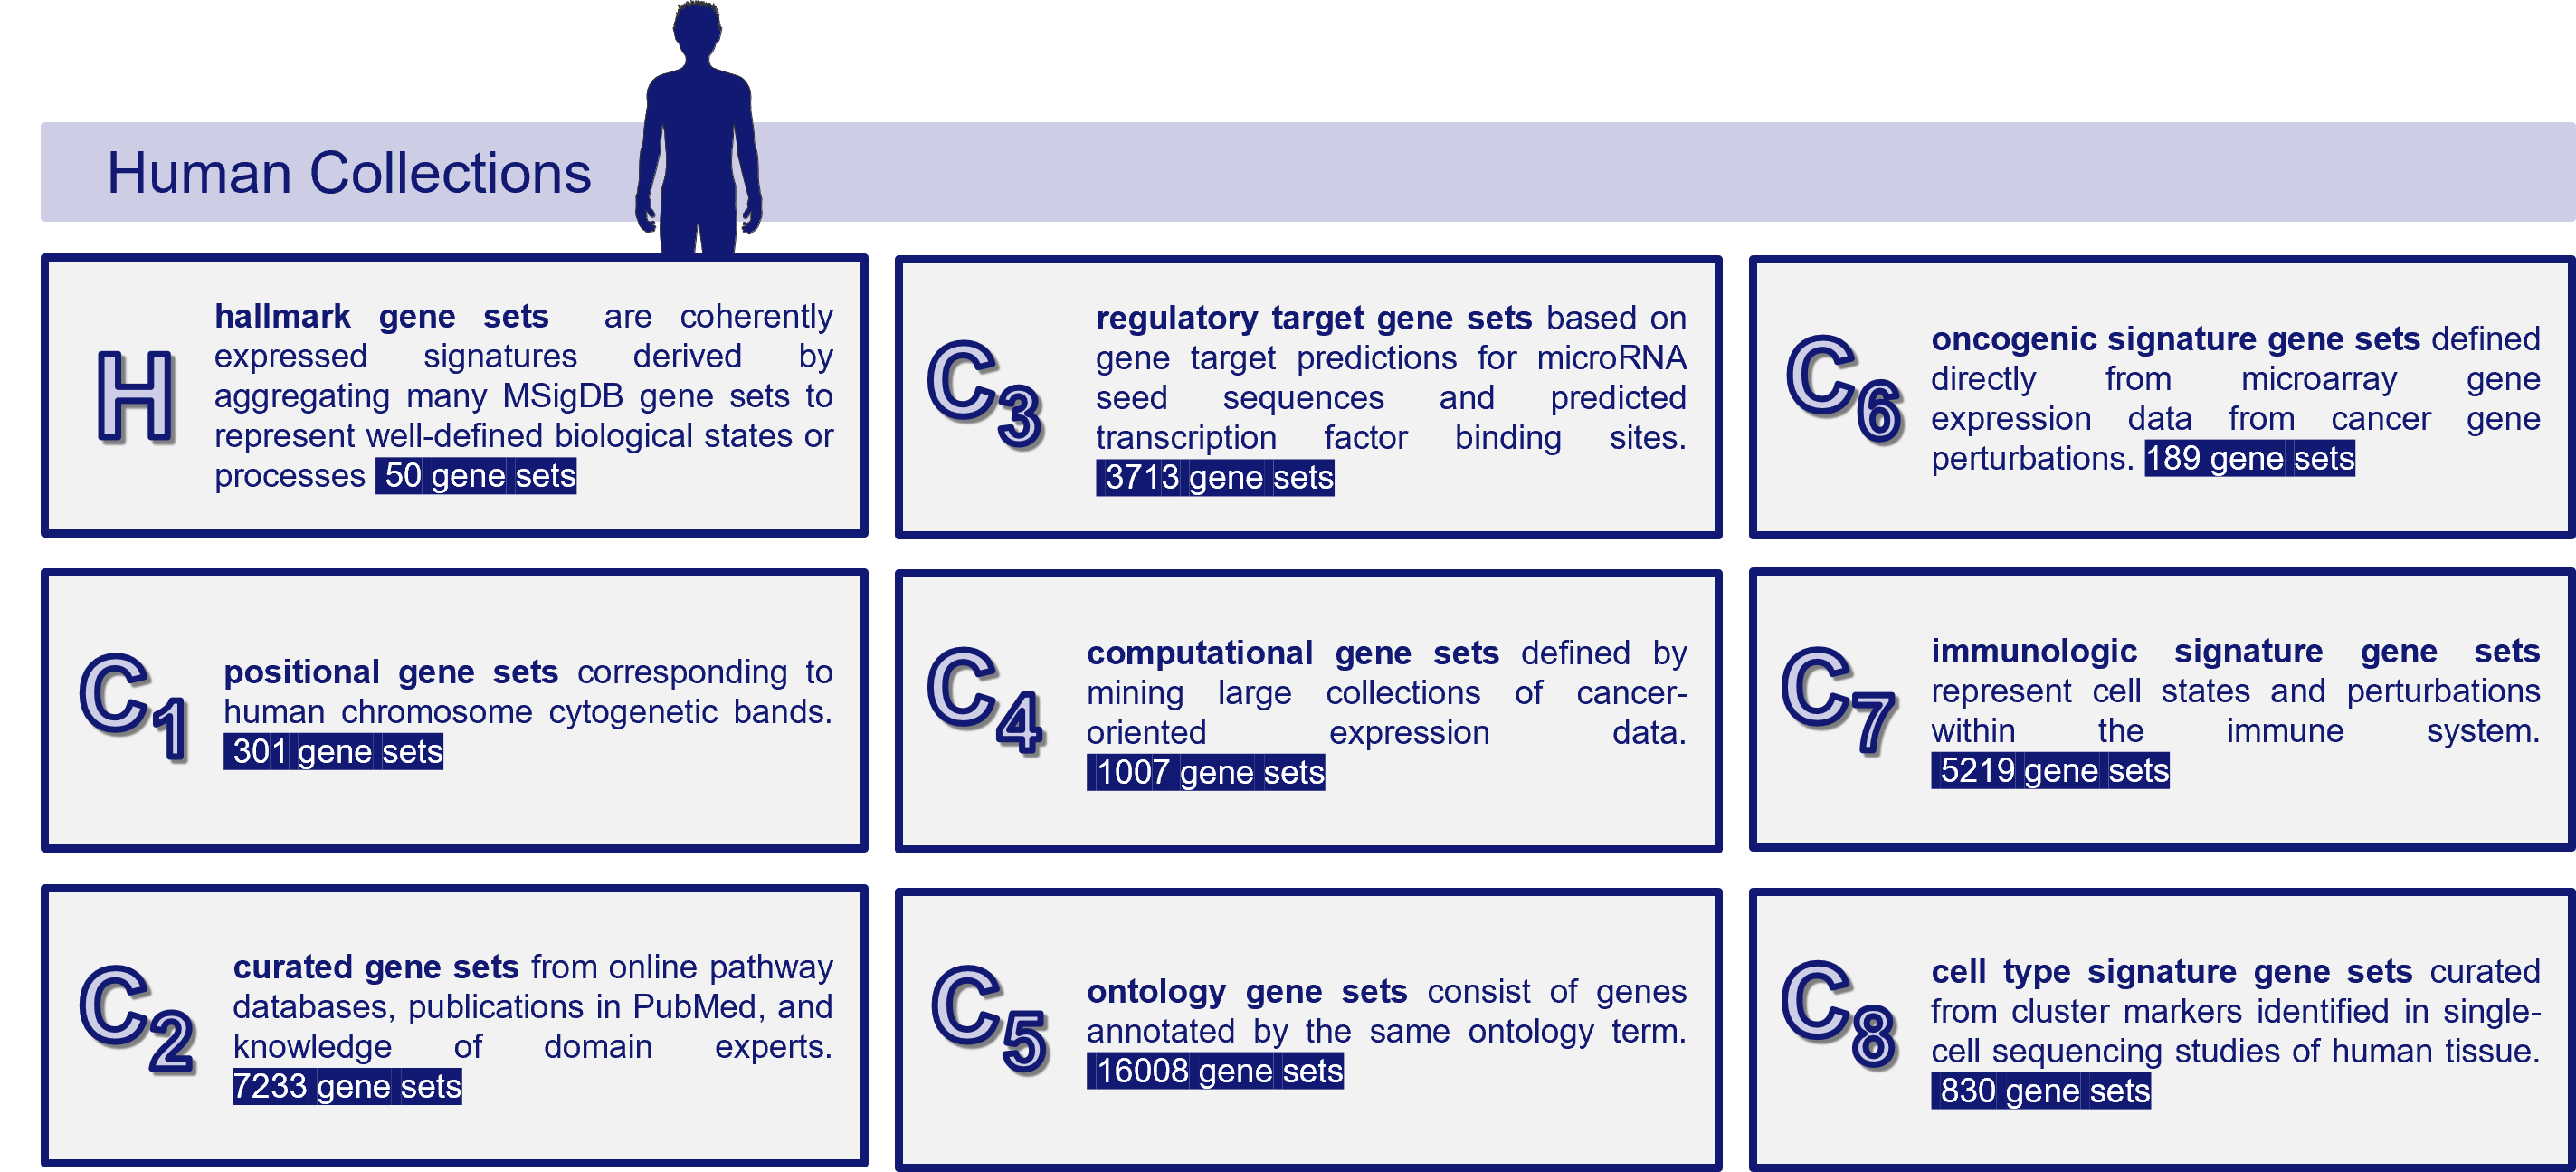 Human Collections
H
hallmark gene sets are coherently
expressed signatures derived by
aggregating many MSigDB gene sets to
represent well-defined biological states or
processes 50 gene sets
C1
positional gene sets corresponding to
human chromosome cytogenetic bands.
301 gene sets
C2
curated gene sets from online pathway
databases, publications in PubMed, and
knowledge of domain experts.
7233 gene sets
C3
regulatory target gene sets based on
gene target predictions for microRNA
seed sequences and predicted
transcription factor binding sites.
3713 gene sets
C4
computational gene sets defined by
mining large collections of cancer-
oriented expression data.
1007 gene sets
C5
ontology gene sets consist of genes
annotated by the same ontology term.
16008 gene sets
C6
oncogenic signature gene sets defined
directly from microarray gene
expression data from cancer gene
perturbations. 189 gene sets
C7
immunologic signature gene sets
represent cell states and perturbations
within the immune system.
5219 gene sets
C8
cell type signature gene sets curated
from cluster markers identified in single-
cell sequencing studies of human tissue.
830 gene sets